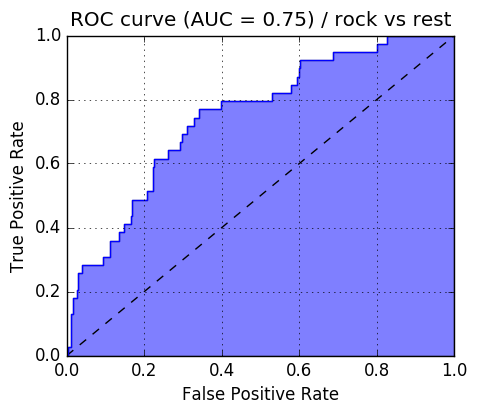 ROC curve (AUC = 0.75) / rock vs rest
1.0
0.8
0.6
0.4
0.2
0.0
True Positive Rate
0.0 0.2 0.4 0.6 0.8 1.0
False Positive Rate